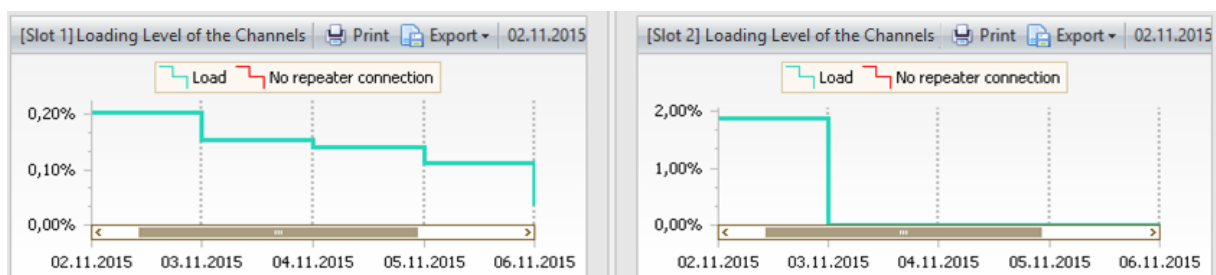 [Slot 1] Loading Level of the Channels Print Export 02.11.2015
Load No repeater connection
0,20%
0,10%
0,00%
02.11.2015 03.11.2015 04.11.2015 05.11.2015 06.11.2015
[Slot 2] Loading Level of the Channels Print Export 02.11.2015
Load No repeater connection
2,00%
1,00%
0,00%
02.11.2015 03.11.2015 04.11.2015 05.11.2015 06.11.2015